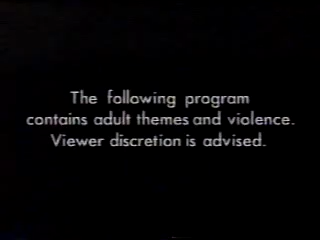 The following program
contains adult themes and violence.
Viewer discretion is advised.